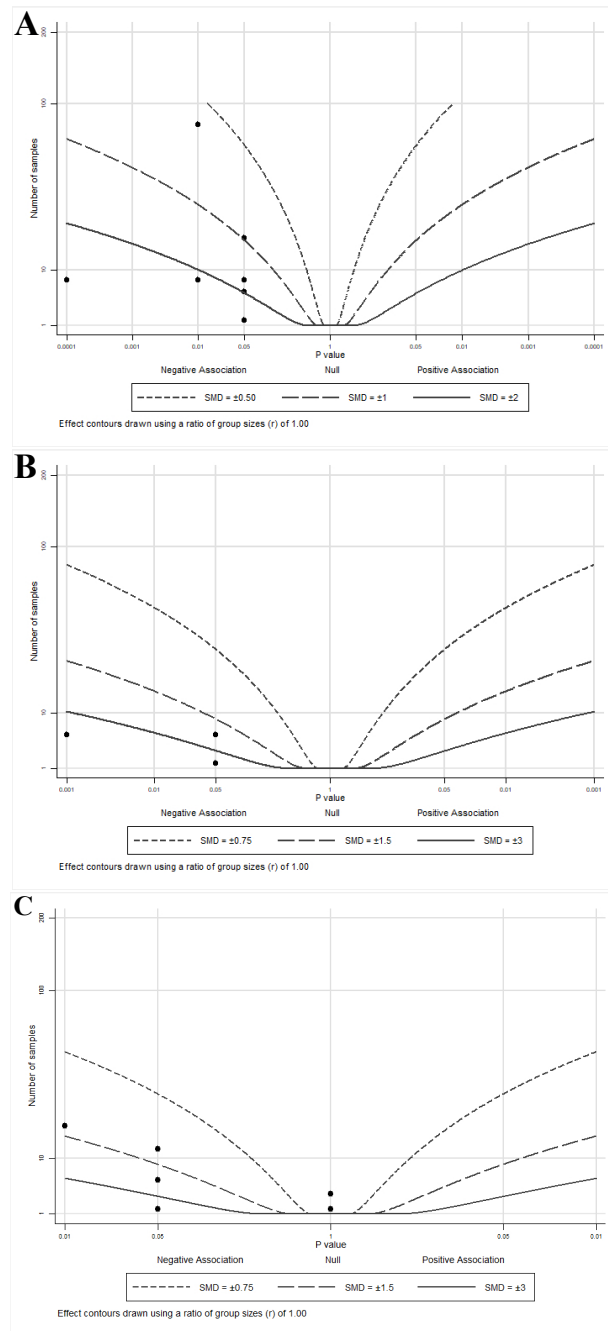 A
200
100
Number of samples
10
1
0.0001 0.001 0.01 0.05 1 0.05 0.01 0.001 0.0001
P value
Negative Association Null Positive Association
SMD = ±0.50 SMD = ±1 SMD = ±2
Effect contours drawn using a ratio of group sizes (r) of 1.00
B
200
100
Number of samples
10
1
0.001 0.01 0.05 1 0.05 0.01 0.001
P value
Negative Association Null Positive Association
SMD = ±0.75 SMD = ±1.5 SMD = ±3
Effect contours drawn using a ratio of group sizes (r) of 1.00
C
200
100
Number of samples
10
1
0.01 0.05 1 0.05 0.01
P value
Negative Association Null Positive Association
SMD = ±0.75 SMD = ±1.5 SMD = ±3
Effect contours drawn using a ratio of group sizes (r) of 1.00